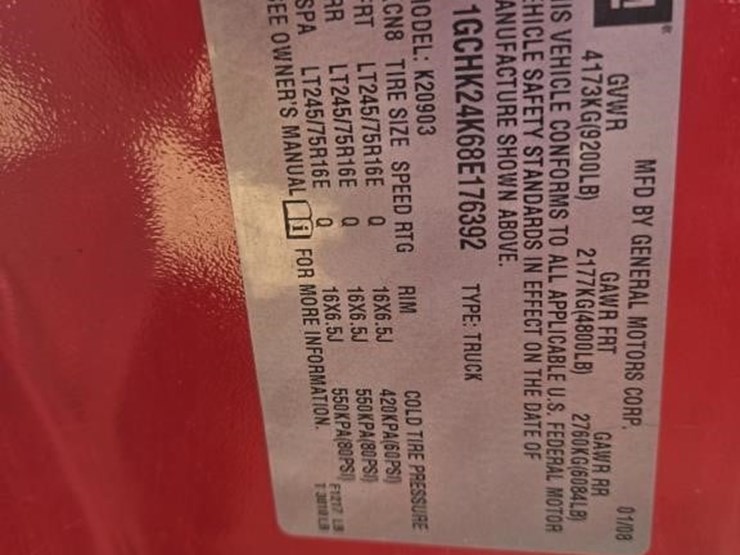 MFD BY GENERAL MOTORS CORP. 01/08
GVWR GAWR FRT GAWR RR
4173KG(9200LB) 2177KG(4800LB) 2760KG(6084LB)
IS VEHICLE CONFORMS TO ALL APPLICABLE U.S. FEDERAL MOTOR
EHICLE SAFETY STANDARDS IN EFFECT ON THE DATE OF
ANUFACTURE SHOWN ABOVE.
1GCHK24K68E176392 TYPE: TRUCK
MODEL: K20903
CN8 TIRE SIZE SPEED RTG RIM COLD TIRE PRESSURE
FRT LT245/75R16E Q 16X6.5J 420KPA(60PSI)
RR LT245/75R16E Q 16X6.5J 550KPA(80PSI)
SPA LT245/75R16E Q 16X6.5J 550KPA(80PSI)
SEE OWNER'S MANUAL FOR MORE INFORMATION.